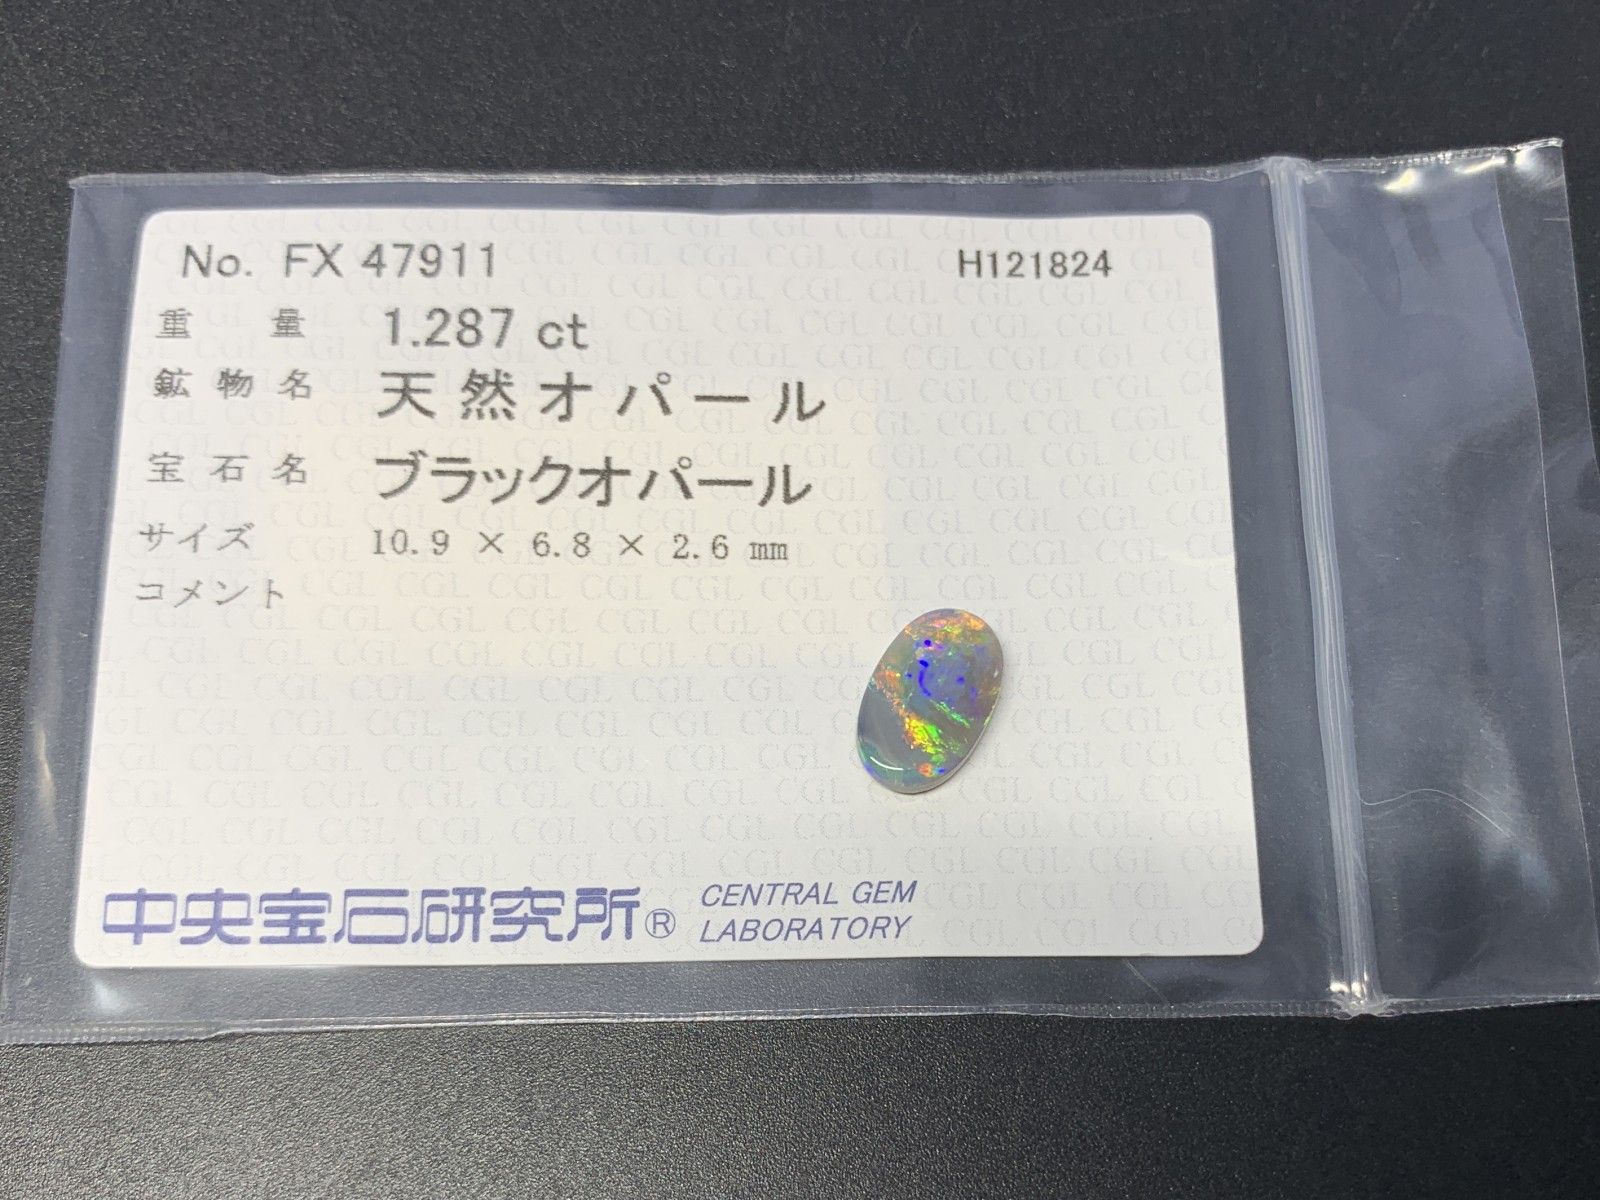 No. FX 47911 H121824
重量 1.287 ct
鉱物名 天然オパール
宝石名 ブラックオパール
サイズ 10.9 × 6.8 × 2.6 ㎜
コメント
中央宝石研究所® CENTRAL GEM
LABORATORY